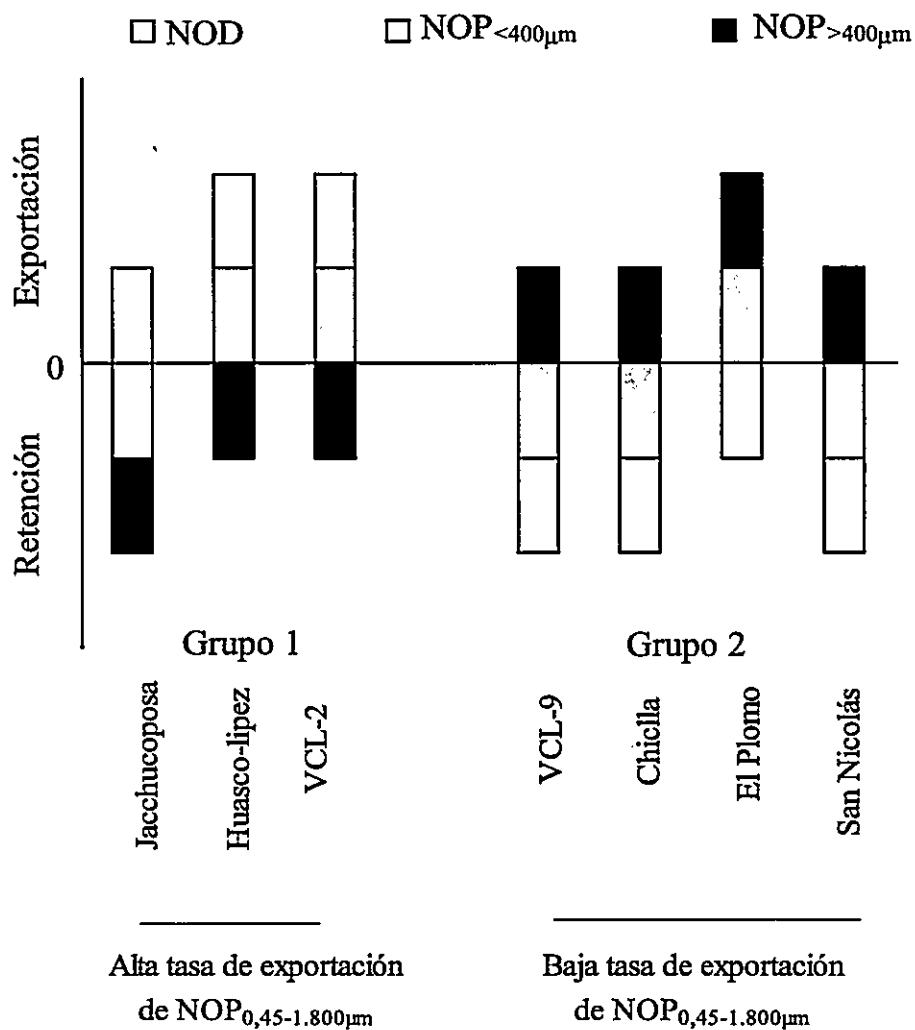 NOD NOP<400µm NOP>400µm
Exportación
0
Retención
Grupo 1 Grupo 2
Jacchucoposa
Huasco-lipez
VCL-2
VCL-9
Chiclla
El Plomo
San Nicolás
Alta tasa de exportación
de NOP0,45-1.800µm
Baja tasa de exportación
de NOP0,45-1.800µm